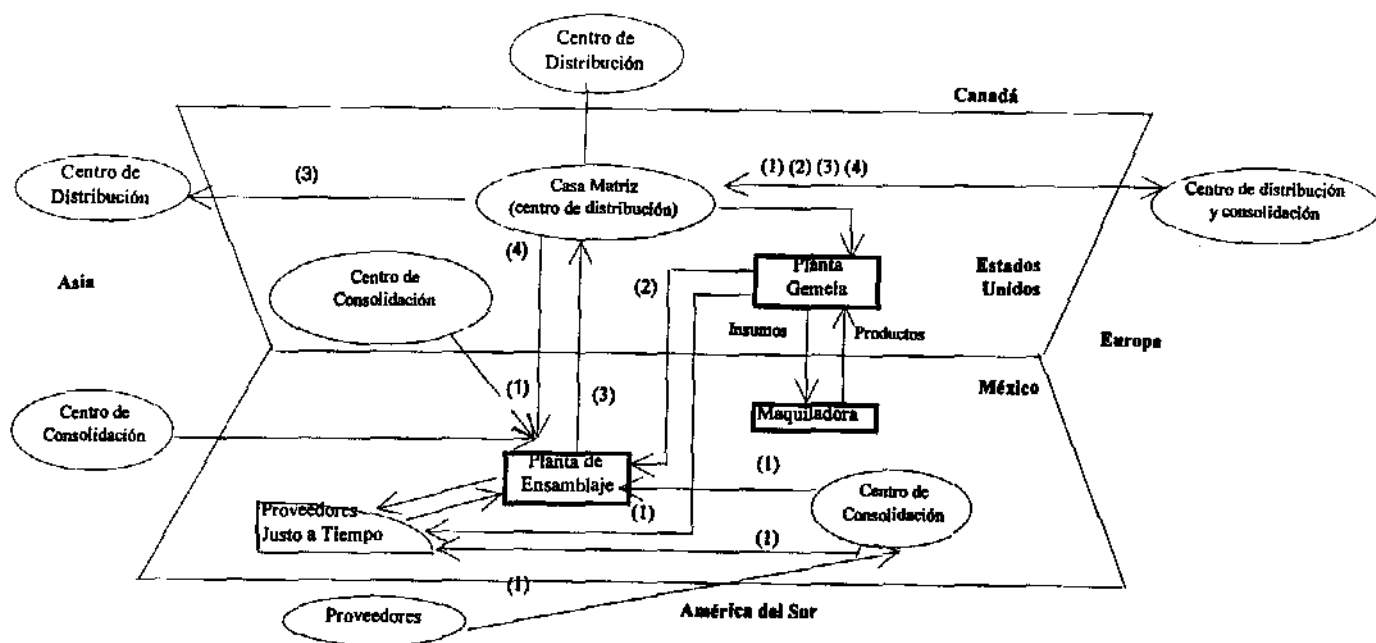 Centro de
Distribución
Canadá
Centro de
Distribución
(3)
Casa Matriz
(centro de distribución)
(1) (2) (3) (4)
Centro de distribución
y consolidación
(4)
Asia
Centro de
Consolidación
(2)
Planta
Gemela
Estados
Unidos
Insumos
Productos
Europa
México
(1)
(3)
Centro de
Consolidación
Maquiladora
Planta de
Ensamblaje
(1)
Centro de
Consolidación
(1)
Proveedores
Justo a Tiempo
(1)
(1)
Proveedores
América del Sur